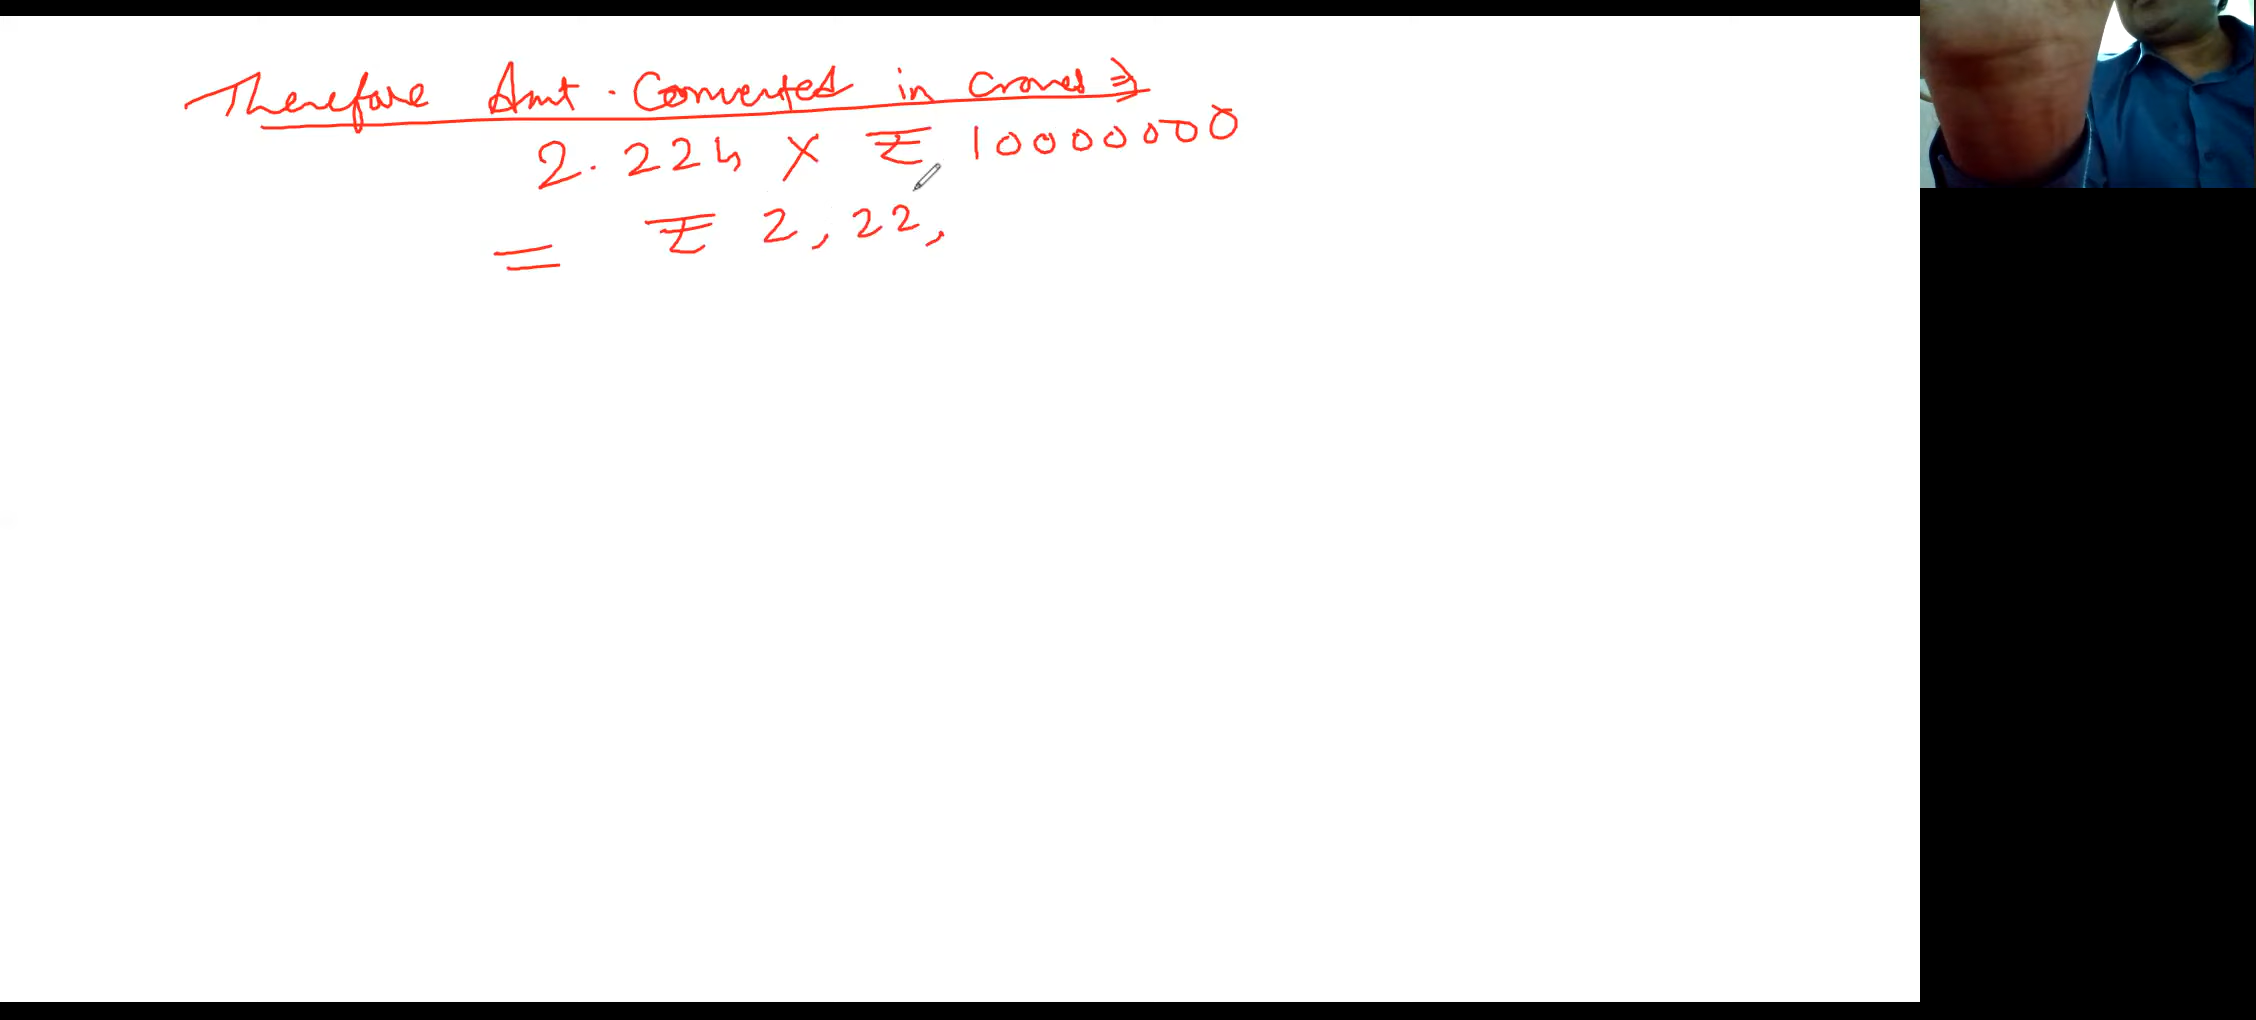 Therefore Amt. Converted in Crores ⇒
2.224 × ₹ 10000000
= ₹ 2,22,